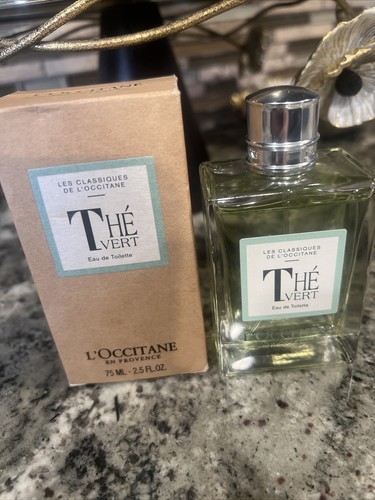 LES CLASSIQUES
DE L'OCCITANE
THÉ
VERT
Eau de Toilette
L'OCCITANE
EN PROVENCE
75 ML - 2.5 FL.OZ.
LES CLASSIQUES
DE L'OCCITANE
THÉ
VERT
Eau de Toilette